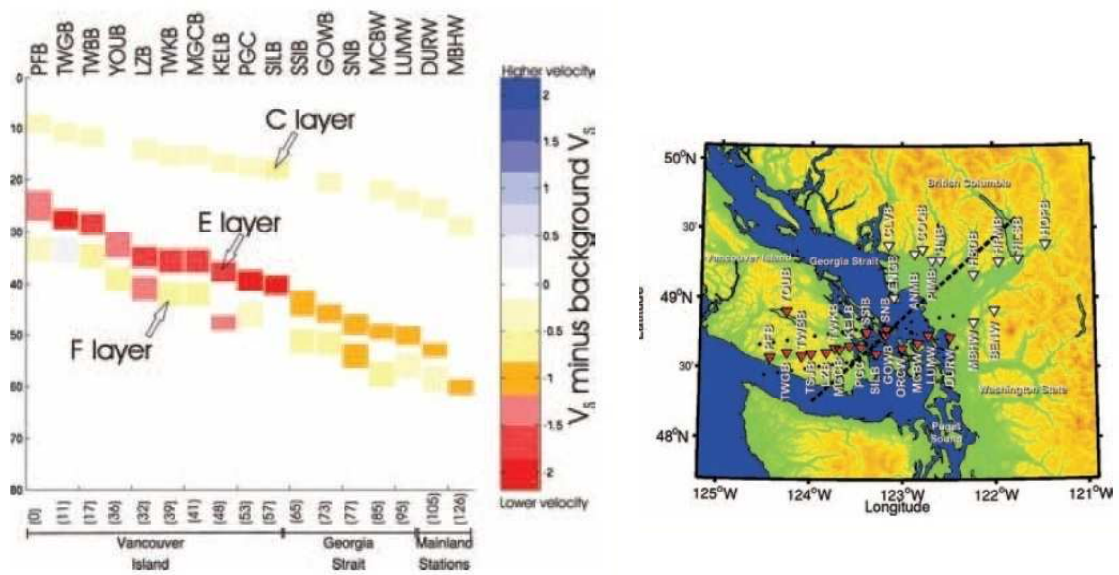 PFB
TWGB
TWBB
YOUB
LZB
TWKB
MGCB
KELB
PGC
SILB
SSIB
GOWB
SNB
MCBW
LUMW
DURW
MBHW
0
10
20
30
40
50
60
70
80
C layer
E layer
F layer
[0]
[11]
[17]
[36]
[32]
[39]
[41]
[48]
[53]
[57]
[65]
[73]
[77]
[85]
[95]
[105]
[126]
Vancouver
Island
Georgia
Strait
Mainland
Stations
Higher velocity
2
1.5
1
0.5
0
-0.5
-1
-1.5
-2
Lower velocity
Vs minus background Vs
50°N
30'
49°N
30'
48°N
125°W
124°W
123°W
122°W
121°W
Longitude
British Columbia
Vancouver Island
Georgia Strait
Washington State
Puget
Sound
YOUB
PFB
TWGB
LZB
PGC
SILB
SSIB
SNB
GOWB
MCBW
LUMW
DURW
MBHW
HOPB